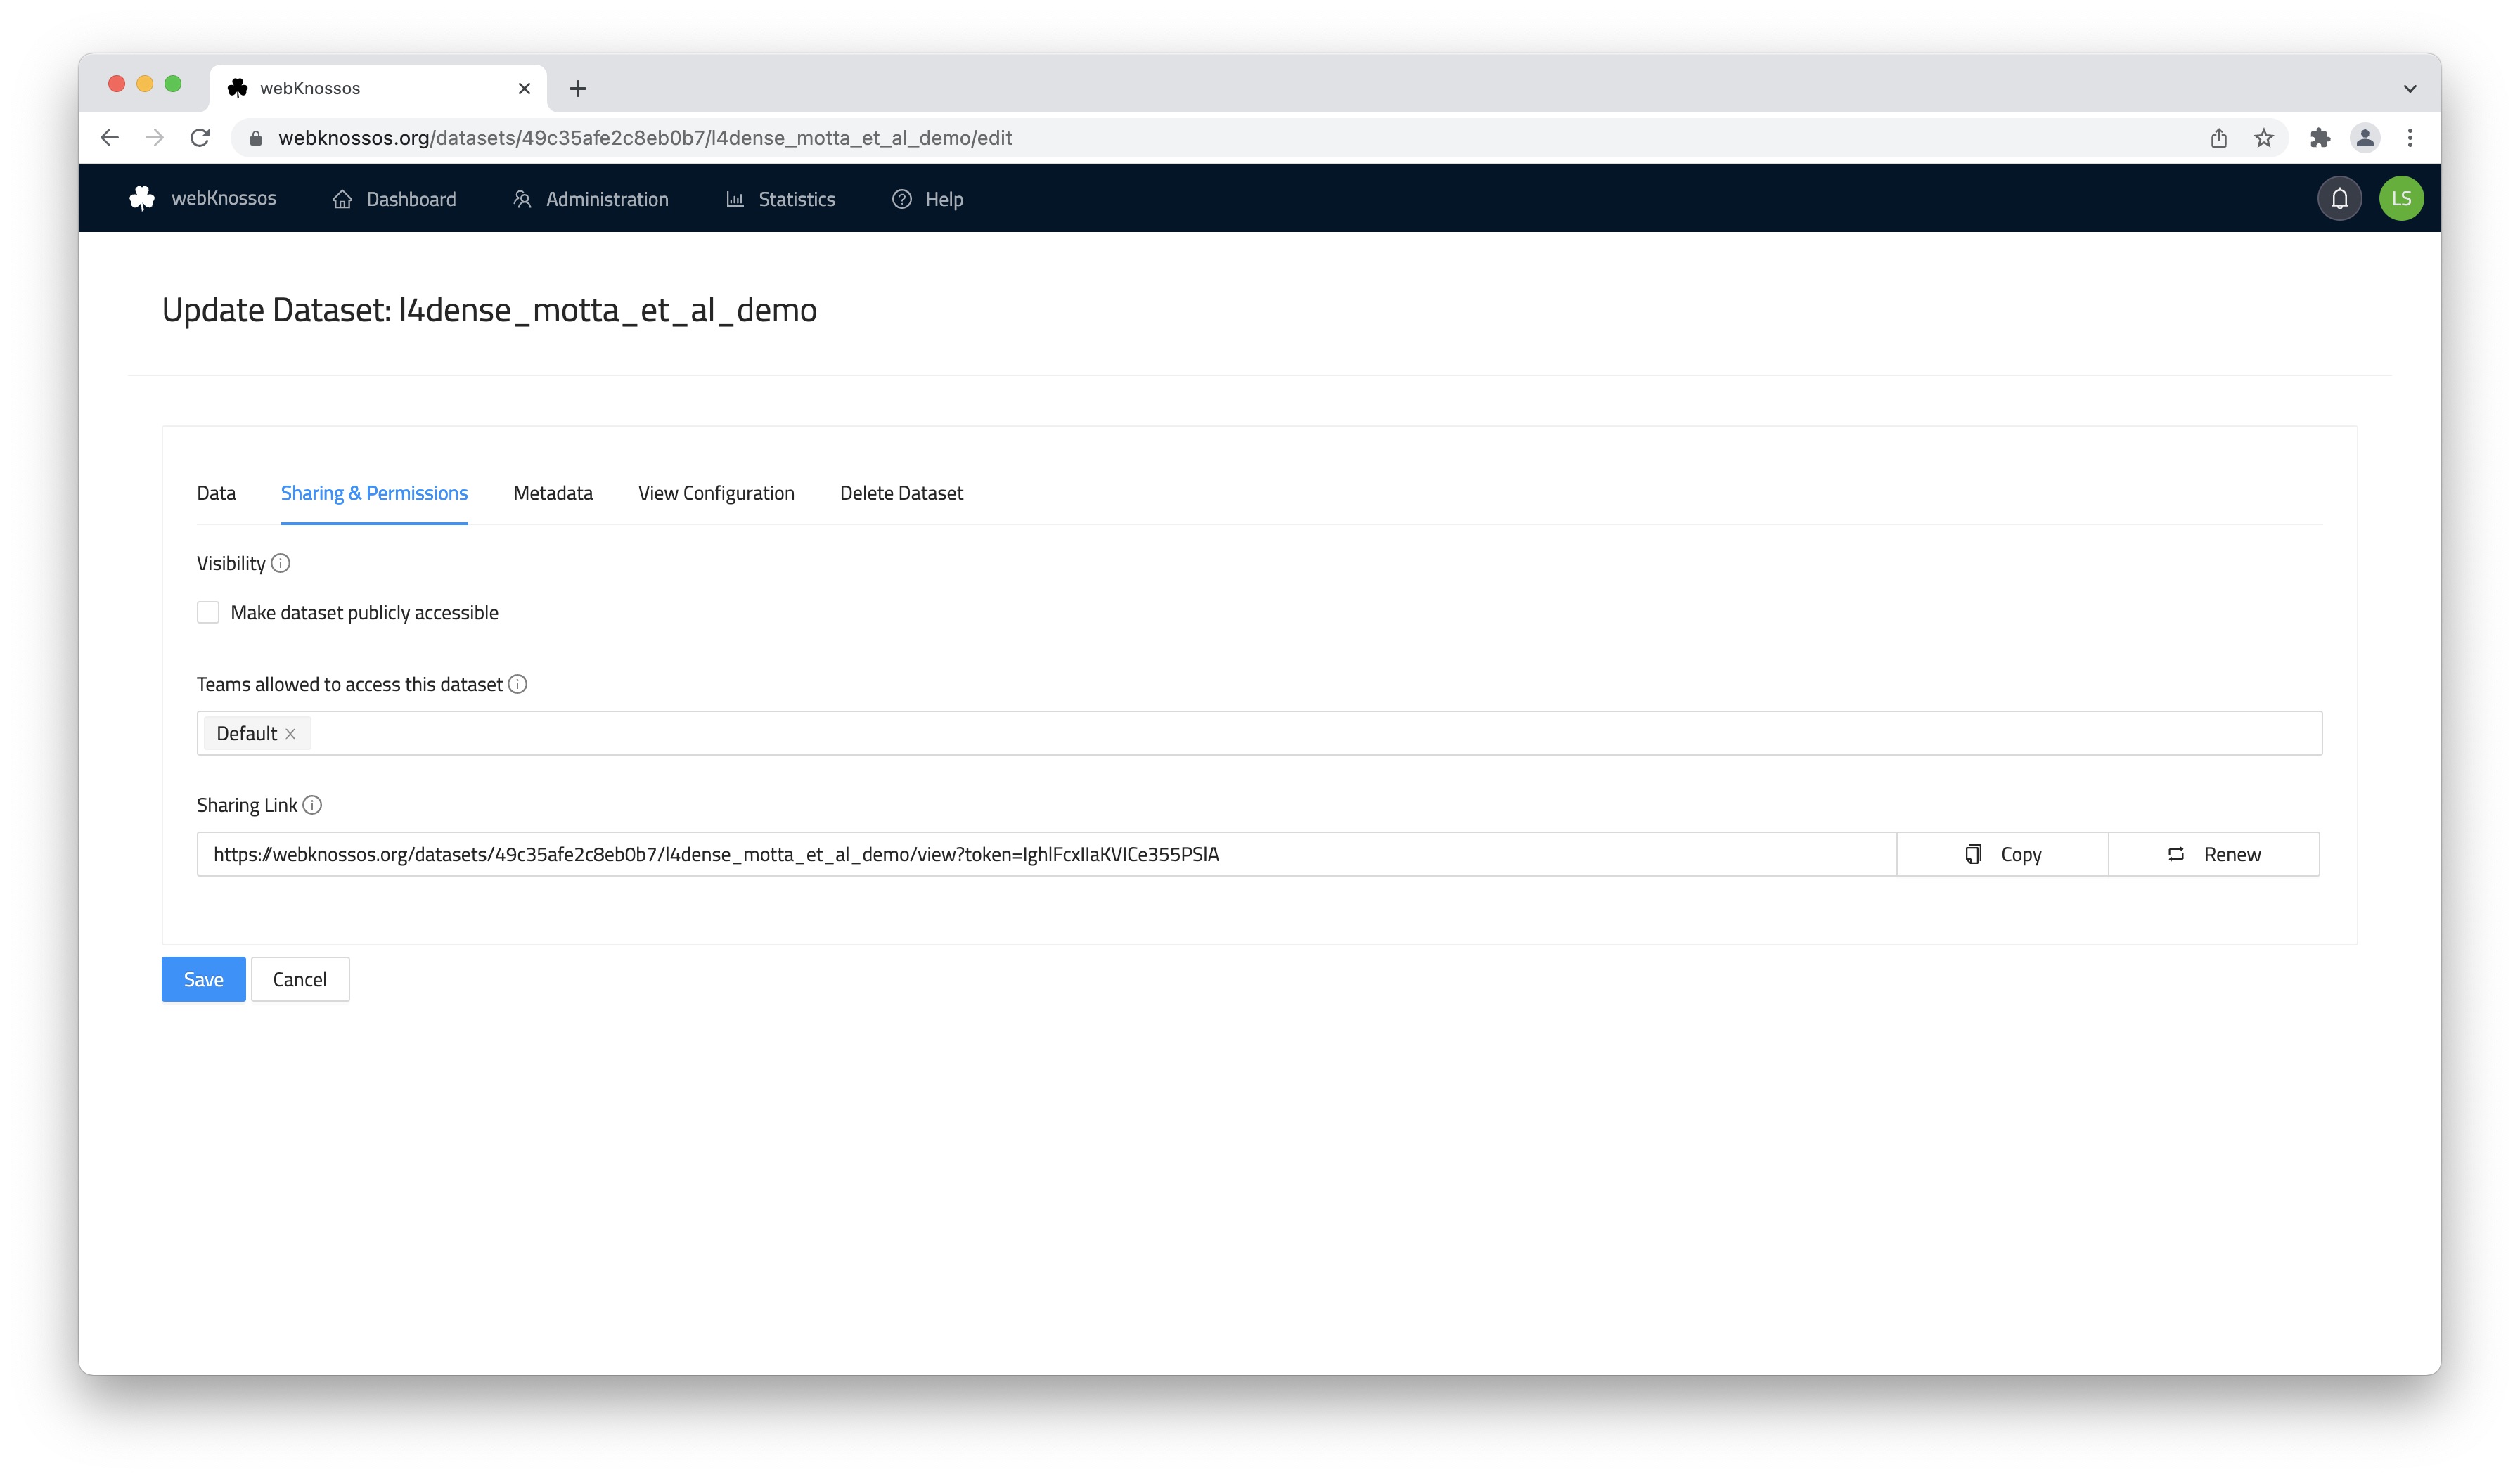 webKnossos
webknossos.org/datasets/49c35afe2c8eb0b7/l4dense_motta_et_al_demo/edit
webKnossos Dashboard Administration Statistics Help LS
Update Dataset: l4dense_motta_et_al_demo
Data Sharing & Permissions Metadata View Configuration Delete Dataset
Visibility
Make dataset publicly accessible
Teams allowed to access this dataset
Default
Sharing Link
https://webknossos.org/datasets/49c35afe2c8eb0b7/l4dense_motta_et_al_demo/view?token=IghlFcxIIaKVICe355PSIA Copy Renew
Save Cancel